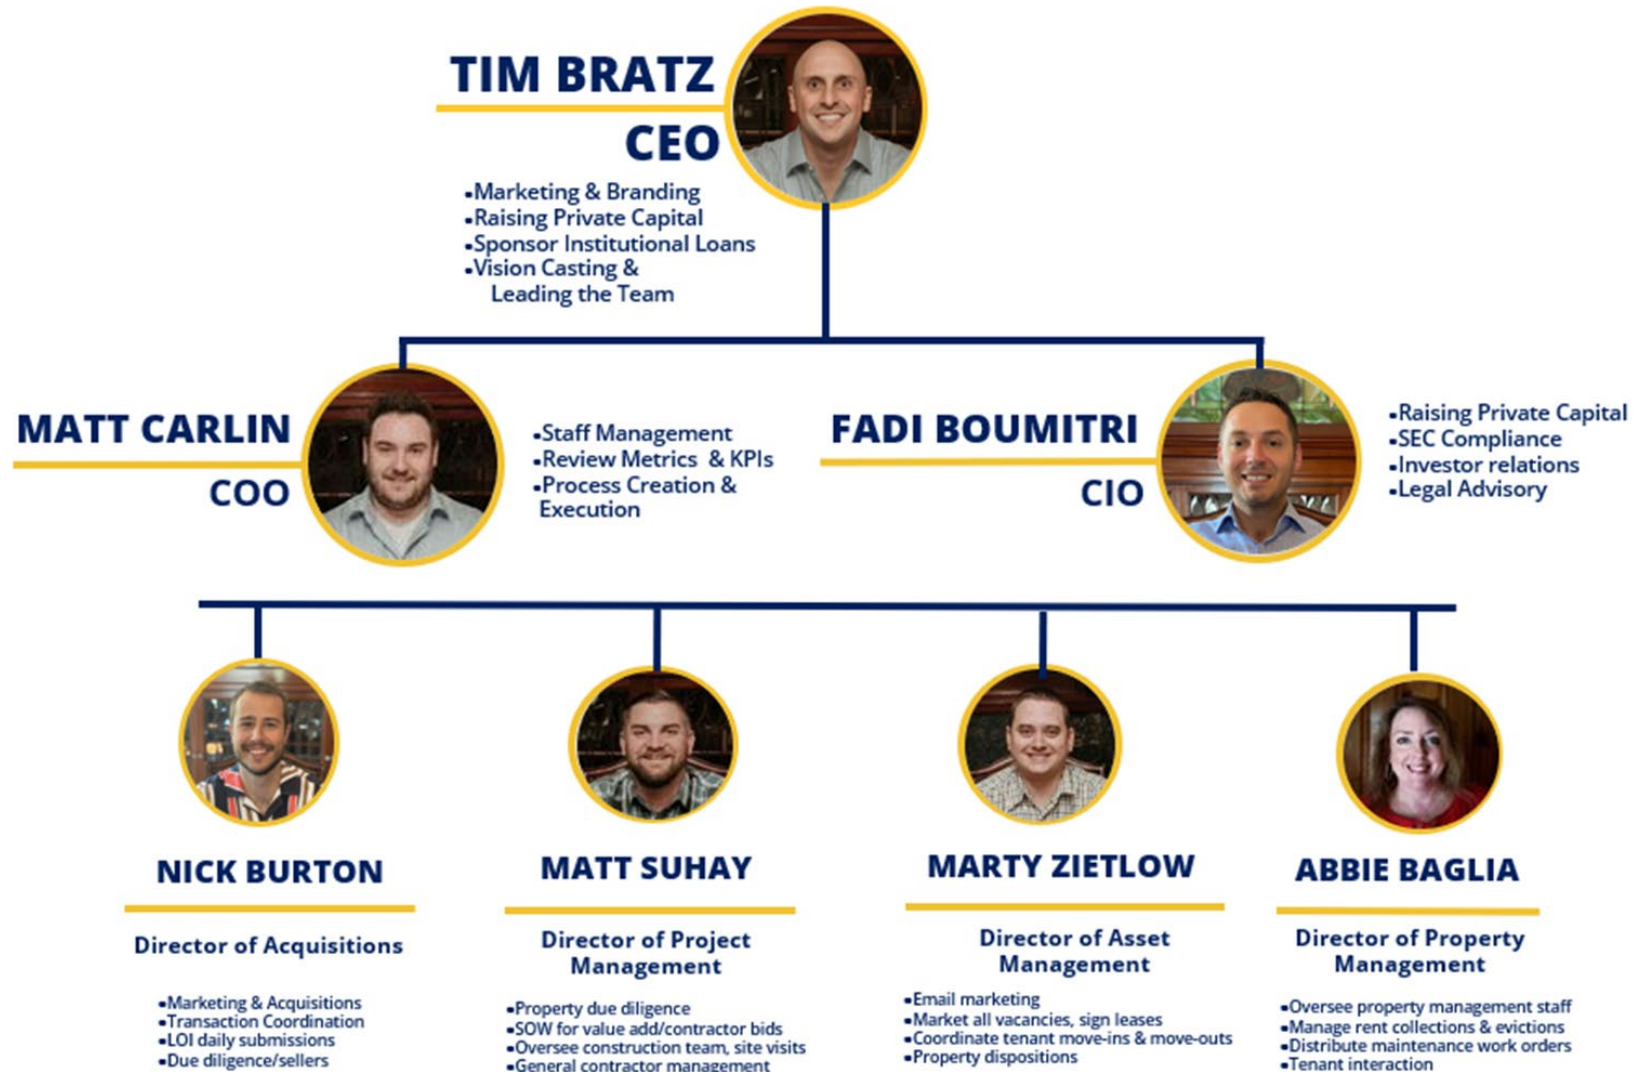 TIM BRATZ
CEO
▪Marketing & Branding
▪Raising Private Capital
▪Sponsor Institutional Loans
▪Vision Casting &
Leading the Team
MATT CARLIN
COO
▪Staff Management
▪Review Metrics & KPIs
▪Process Creation &
Execution
FADI BOUMITRI
CIO
▪Raising Private Capital
▪SEC Compliance
▪Investor relations
▪Legal Advisory
NICK BURTON
Director of Acquisitions
▪Marketing & Acquisitions
▪Transaction Coordination
▪LOI daily submissions
▪Due diligence/sellers
MATT SUHAY
Director of Project
Management
▪Property due diligence
▪SOW for value add/contractor bids
▪Oversee construction team, site visits
▪General contractor management
MARTY ZIETLOW
Director of Asset
Management
▪Email marketing
▪Market all vacancies, sign leases
▪Coordinate tenant move-ins & move-outs
▪Property dispositions
ABBIE BAGLIA
Director of Property
Management
▪Oversee property management staff
▪Manage rent collections & evictions
▪Distribute maintenance work orders
▪Tenant interaction